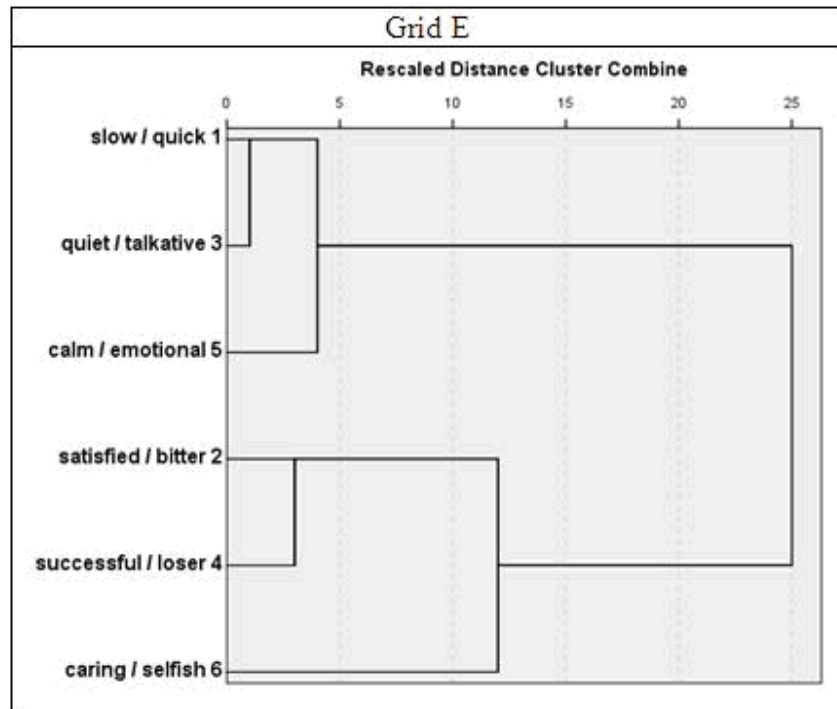 Grid E
Rescaled Distance Cluster Combine
0 5 10 15 20 25
slow / quick 1
quiet / talkative 3
calm / emotional 5
satisfied / bitter 2
successful / loser 4
caring / selfish 6